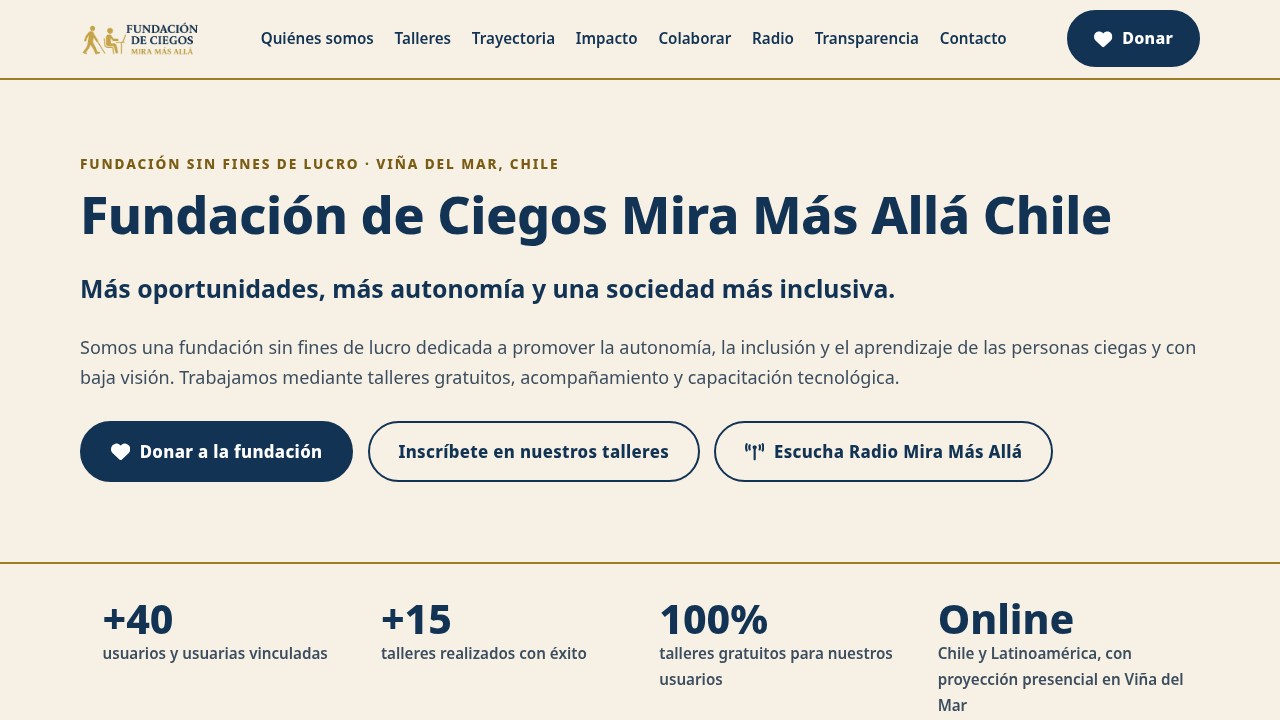 FUNDACIÓN
DE CIEGOS
MIRA MÁS ALLÁ
Quiénes somos Talleres Trayectoria Impacto Colaborar Radio Transparencia Contacto
Donar
FUNDACIÓN SIN FINES DE LUCRO · VIÑA DEL MAR, CHILE
Fundación de Ciegos Mira Más Allá Chile
Más oportunidades, más autonomía y una sociedad más inclusiva.
Somos una fundación sin fines de lucro dedicada a promover la autonomía, la inclusión y el aprendizaje de las personas ciegas y con
baja visión. Trabajamos mediante talleres gratuitos, acompañamiento y capacitación tecnológica.
Donar a la fundación
Inscríbete en nuestros talleres
Escucha Radio Mira Más Allá
+40
usuarios y usuarias vinculadas
+15
talleres realizados con éxito
100%
talleres gratuitos para nuestros
usuarios
Online
Chile y Latinoamérica, con
proyección presencial en Viña del
Mar